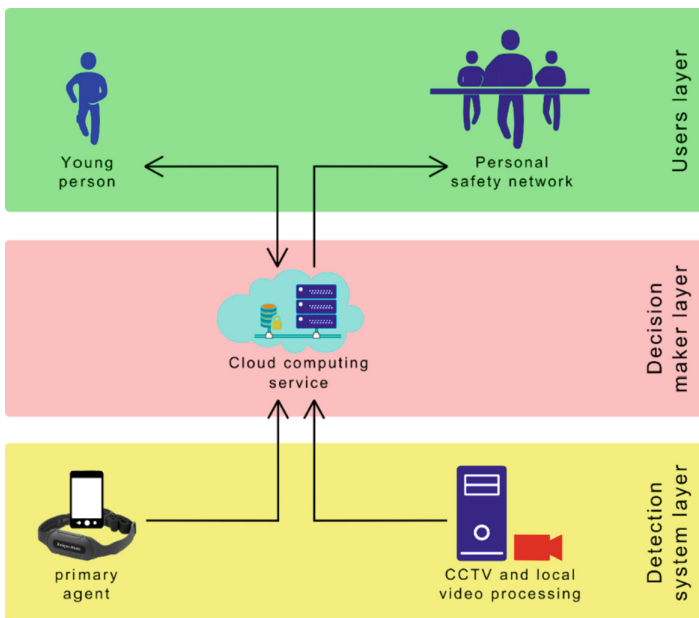 Users layer
Young
person
Personal
safety network
Decision
maker layer
Cloud computing
service
Detection
system layer
primary
agent
CCTV and local
video processing